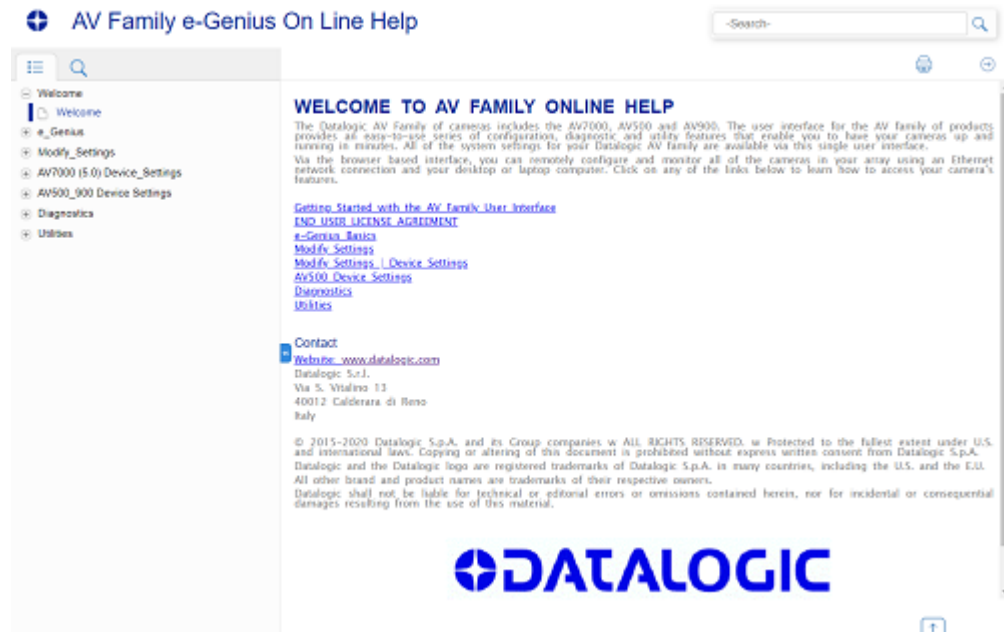 AV Family e-Genius On Line Help
-Search-
Welcome
Welcome
e_Genius
Modify_Settings
AV7000 (5.0) Device_Settings
AV500_900 Device Settings
Diagnostics
Utilities
WELCOME TO AV FAMILY ONLINE HELP
The Datalogic AV Family of cameras includes the AV7000, AV500 and AV900. The user interface for the AV family of products
provides an easy-to-use series of configuration, diagnostic and utility features that enable you to have your cameras up and
running in minutes. All of the system settings for your Datalogic AV family are available via this single user interface.
Via the browser based interface, you can remotely configure and monitor all of the cameras in your array using an Ethernet
network connection and your desktop or laptop computer. Click on any of the links below to learn how to access your camera's
features.
Getting Started with the AV Family User Interface
END USER LICENSE AGREEMENT
e-Genius Basics
Modify Settings
Modify Settings | Device Settings
AV500 Device Settings
Diagnostics
Utilities
Contact
Website: www.datalogic.com
Datalogic S.r.l.
Via S. Vitalino 13
40012 Calderara di Reno
Italy
© 2015-2020 Datalogic S.p.A. and its Group companies w ALL RIGHTS RESERVED. w Protected to the fullest extent under U.S.
and international laws. Copying or altering of this document is prohibited without express written consent from Datalogic S.p.A.
Datalogic and the Datalogic logo are registered trademarks of Datalogic S.p.A. in many countries, including the U.S. and the E.U.
All other brand and product names are trademarks of their respective owners.
Datalogic shall not be liable for technical or editorial errors or omissions contained herein, nor for incidental or consequential
damages resulting from the use of this material.
DATALOGIC